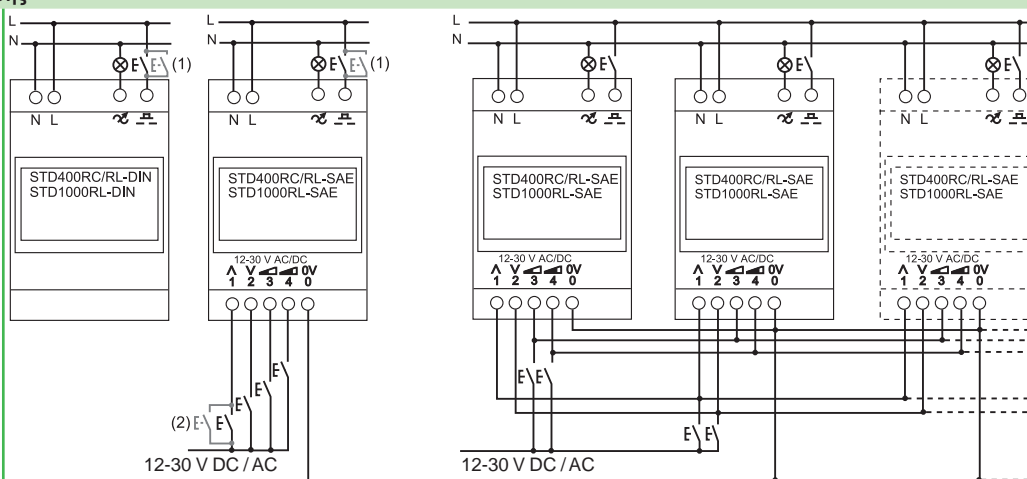 L L L
N N N
(1) (1)
N L N L N L N L N L
STD400RC/RL-DIN STD400RC/RL-SAE STD400RC/RL-SAE STD400RC/RL-SAE STD400RC/RL-SAE
STD1000RL-DIN STD1000RL-SAE STD1000RL-SAE STD1000RL-SAE STD1000RL-SAE
12-30 V AC/DC 12-30 V AC/DC 12-30 V AC/DC 12-30 V AC/DC
0V 0V 0V 0V
1 2 3 4 0 1 2 3 4 0 1 2 3 4 0 1 2 3 4 0
(2)
12-30 V DC / AC 12-30 V DC / AC